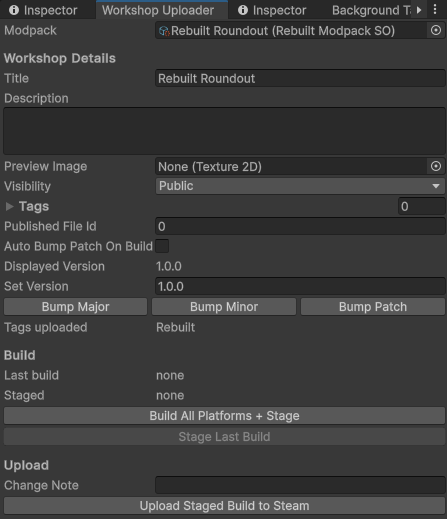 Inspector Workshop Uploader Inspector Background T
Modpack Rebuilt Roundout (Rebuilt Modpack SO)
Workshop Details
Title Rebuilt Roundout
Description
Preview Image None (Texture 2D)
Visibility Public
Tags 0
Published File Id 0
Auto Bump Patch On Build
Displayed Version 1.0.0
Set Version 1.0.0
Bump Major Bump Minor Bump Patch
Tags uploaded Rebuilt
Build
Last build none
Staged none
Build All Platforms + Stage
Stage Last Build
Upload
Change Note
Upload Staged Build to Steam